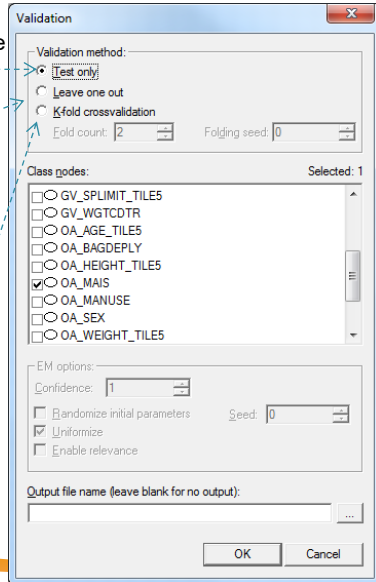 Validation
e
Validation method:
Test only
Leave one out
K-fold crossvalidation
Fold count: 2 Folding seed: 0
Class nodes: Selected: 1
GV_SPLIMIT_TILE5
GV_WGTCDTR
OA_AGE_TILE5
OA_BAGDEPLY
OA_HEIGHT_TILE5
OA_MAIS
OA_MANUSE
OA_SEX
OA_WEIGHT_TILE5
EM options:
Confidence: 1
Randomize initial parameters Seed: 0
Uniformize
Enable relevance
Output file name (leave blank for no output):
...
OK Cancel